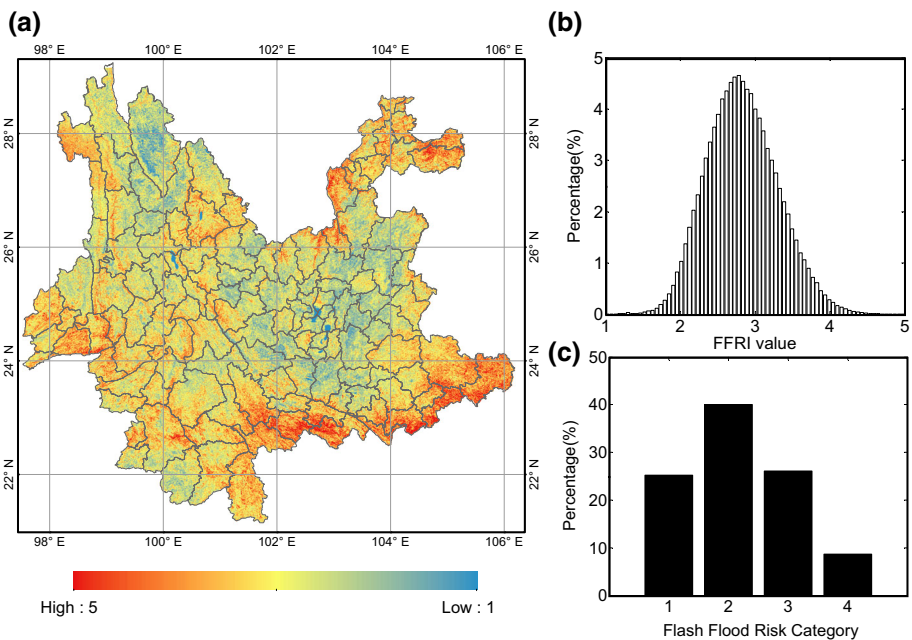 (a)
98° E 100° E 102° E 104° E 106° E
28° N
26° N
24° N
22° N
28° N
26° N
24° N
22° N
98° E 100° E 102° E 104° E 106° E
High : 5
Low : 1
(b)
Percentage(%)
5
4
3
2
1
0
1 2 3 4 5
FFRI value
(c)
Percentage(%)
50
40
30
20
10
0
1 2 3 4
Flash Flood Risk Category